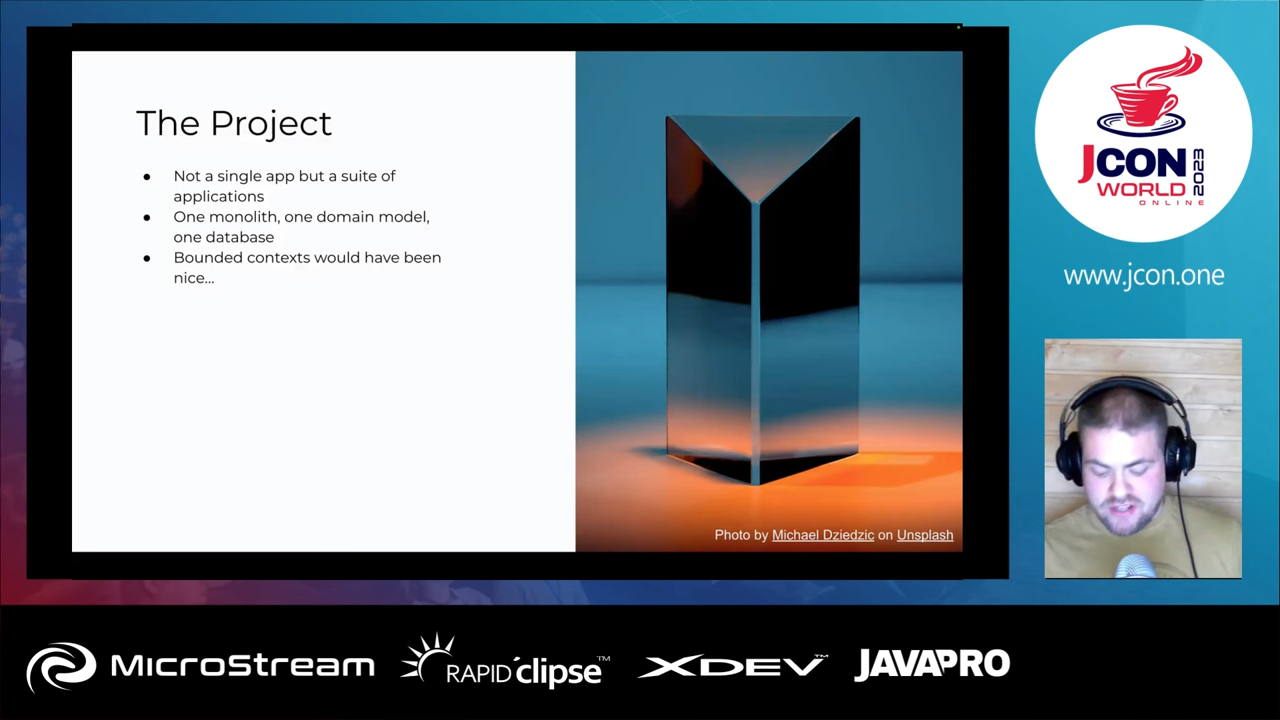 The Project
● Not a single app but a suite of
applications
● One monolith, one domain model,
one database
● Bounded contexts would have been
nice...
Photo by Michael Dziedzic on Unsplash
JCON
WORLD
ONLINE
2023
www.jcon.one
MicroStream
RAPID'clipse™
XDEV™
JAVAPRO